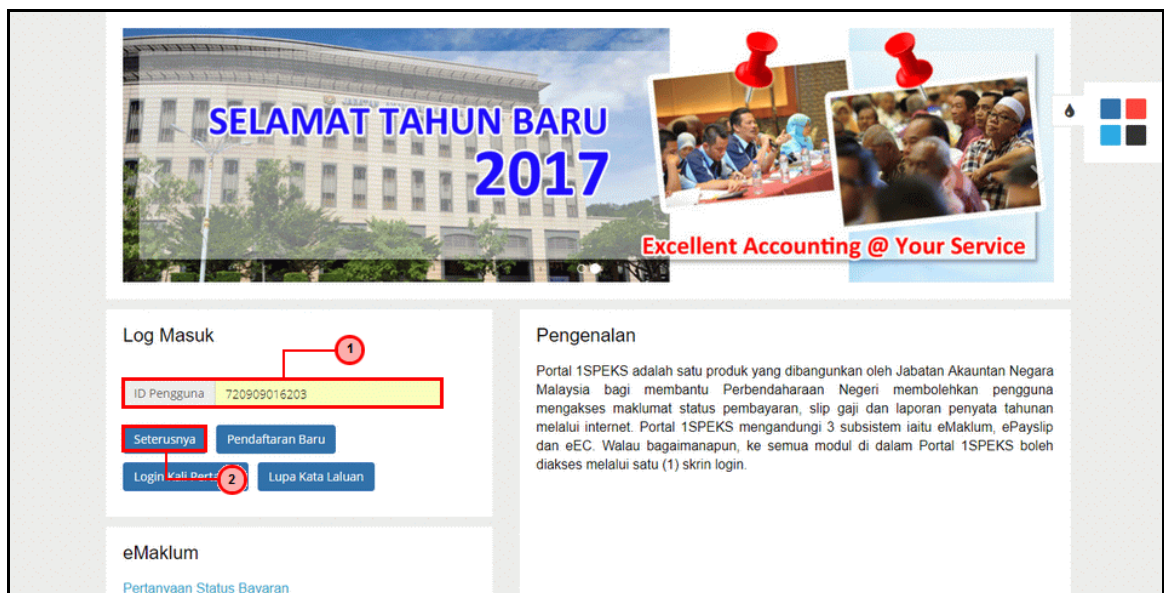 SELAMAT TAHUN BARU
2017
Excellent Accounting @ Your Service
Log Masuk
1
ID Pengguna 720909016203
Seterusnya Pendaftaran Baru
Login Kali 2 Lupa Kata Laluan
eMaklum
Pertanyaan Status Bayaran
Pengenalan
Portal 1SPEKS adalah satu produk yang dibangunkan oleh Jabatan Akauntan Negara
Malaysia bagi membantu Perbendaharaan Negeri membolehkan pengguna
mengakses maklumat status pembayaran, slip gaji dan laporan penyata tahunan
melalui internet. Portal 1SPEKS mengandungi 3 subsistem iaitu eMaklum, ePayslip
dan eEC. Walau bagaimanapun, ke semua modul di dalam Portal 1SPEKS boleh
diakses melalui satu (1) skrin login.